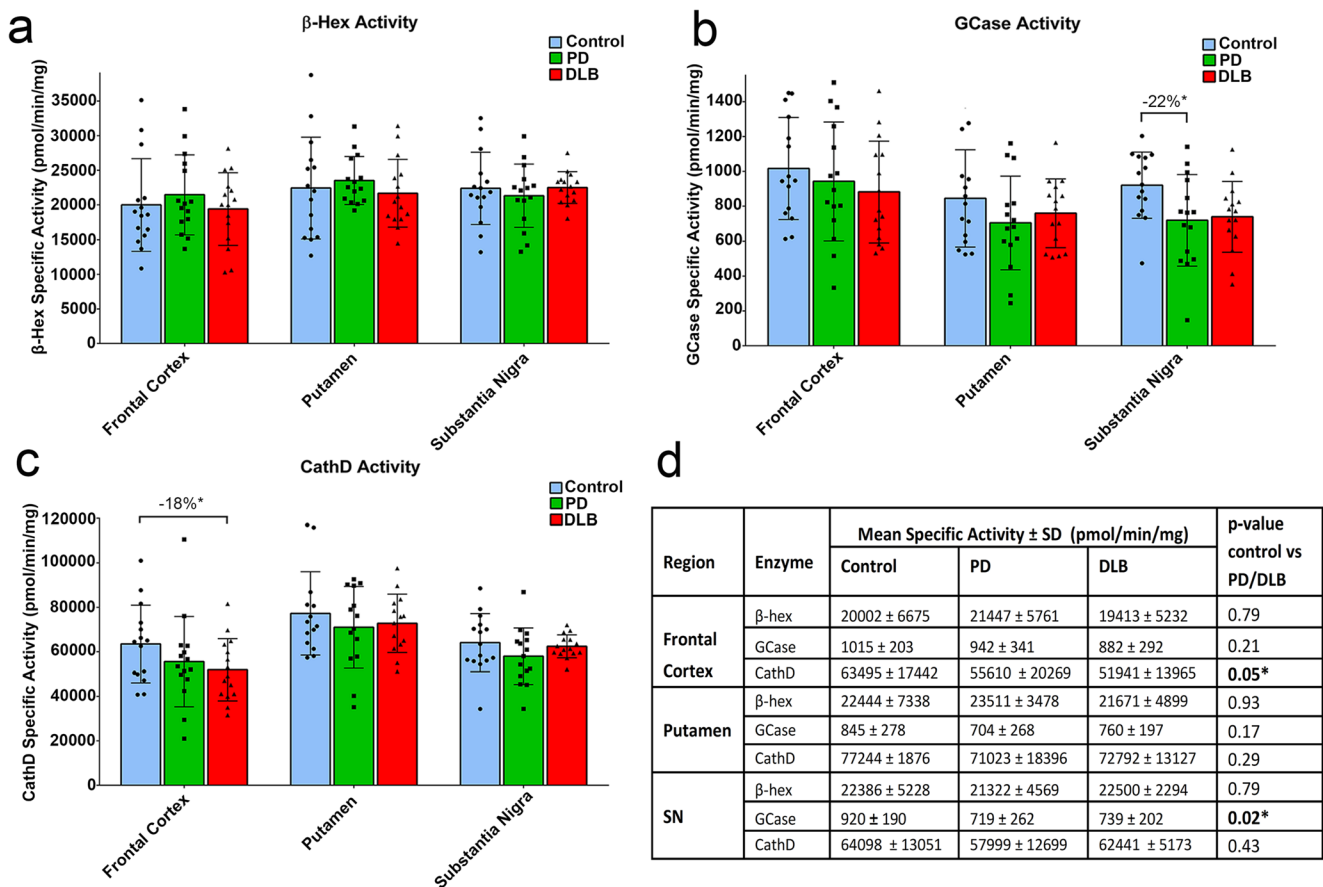 a
β-Hex Activity
Control
PD
DLB
β-Hex Specific Activity (pmol/min/mg)
35000
30000
25000
20000
15000
10000
5000
0
Frontal Cortex
Putamen
Substantia Nigra
b
GCase Activity
Control
PD
DLB
-22%*
GCase Specific Activity (pmol/min/mg)
1400
1200
1000
800
600
400
200
0
Frontal Cortex
Putamen
Substantia Nigra
c
CathD Activity
Control
PD
DLB
-18%*
CathD Specific Activity (pmol/min/mg)
120000
100000
80000
60000
40000
20000
0
Frontal Cortex
Putamen
Substantia Nigra
d
Region Enzyme Mean Specific Activity ± SD (pmol/min/mg) p-value control vs PD/DLB
Control PD DLB
Frontal Cortex
β-hex 20002 ± 6675 21447 ± 5761 19413 ± 5232 0.79
GCase 1015 ± 203 942 ± 341 882 ± 292 0.21
CathD 63495 ± 17442 55610 ± 20269 51941 ± 13965 0.05*
Putamen
β-hex 22444 ± 7338 23511 ± 3478 21671 ± 4899 0.93
GCase 845 ± 278 704 ± 268 760 ± 197 0.17
CathD 77244 ± 1876 71023 ± 18396 72792 ± 13127 0.29
SN
β-hex 22386 ± 5228 21322 ± 4569 22500 ± 2294 0.79
GCase 920 ± 190 719 ± 262 739 ± 202 0.02*
CathD 64098 ± 13051 57999 ± 12699 62441 ± 5173 0.43